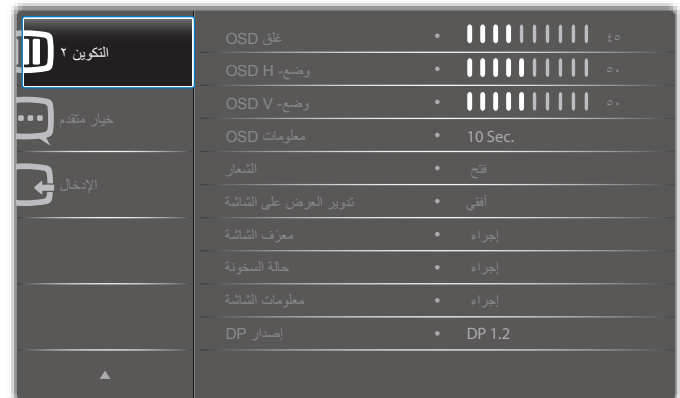 التكوين ٢
خيار متقدم
الإدخال
غلق OSD • ٤٥
وضع- OSD H • ٥٠
وضع- OSD V • ٥٠
معلومات OSD • 10 Sec.
الشعار • فتح
تدوير العرض على الشاشة • أفقي
معرّف الشاشة • إجراء
حالة السخونة • إجراء
معلومات الشاشة • إجراء
إصدار DP • DP 1.2